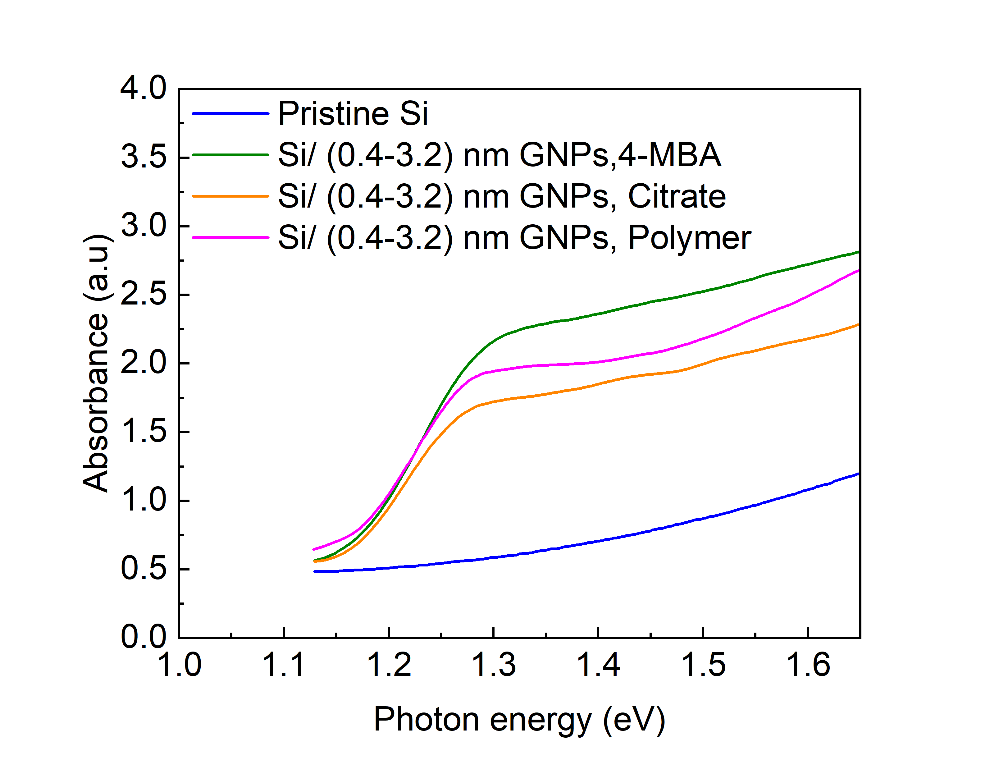 4.0
3.5
3.0
2.5
2.0
1.5
1.0
0.5
0.0
Absorbance (a.u)
Pristine Si
Si/ (0.4-3.2) nm GNPs,4-MBA
Si/ (0.4-3.2) nm GNPs, Citrate
Si/ (0.4-3.2) nm GNPs, Polymer
1.0 1.1 1.2 1.3 1.4 1.5 1.6
Photon energy (eV)